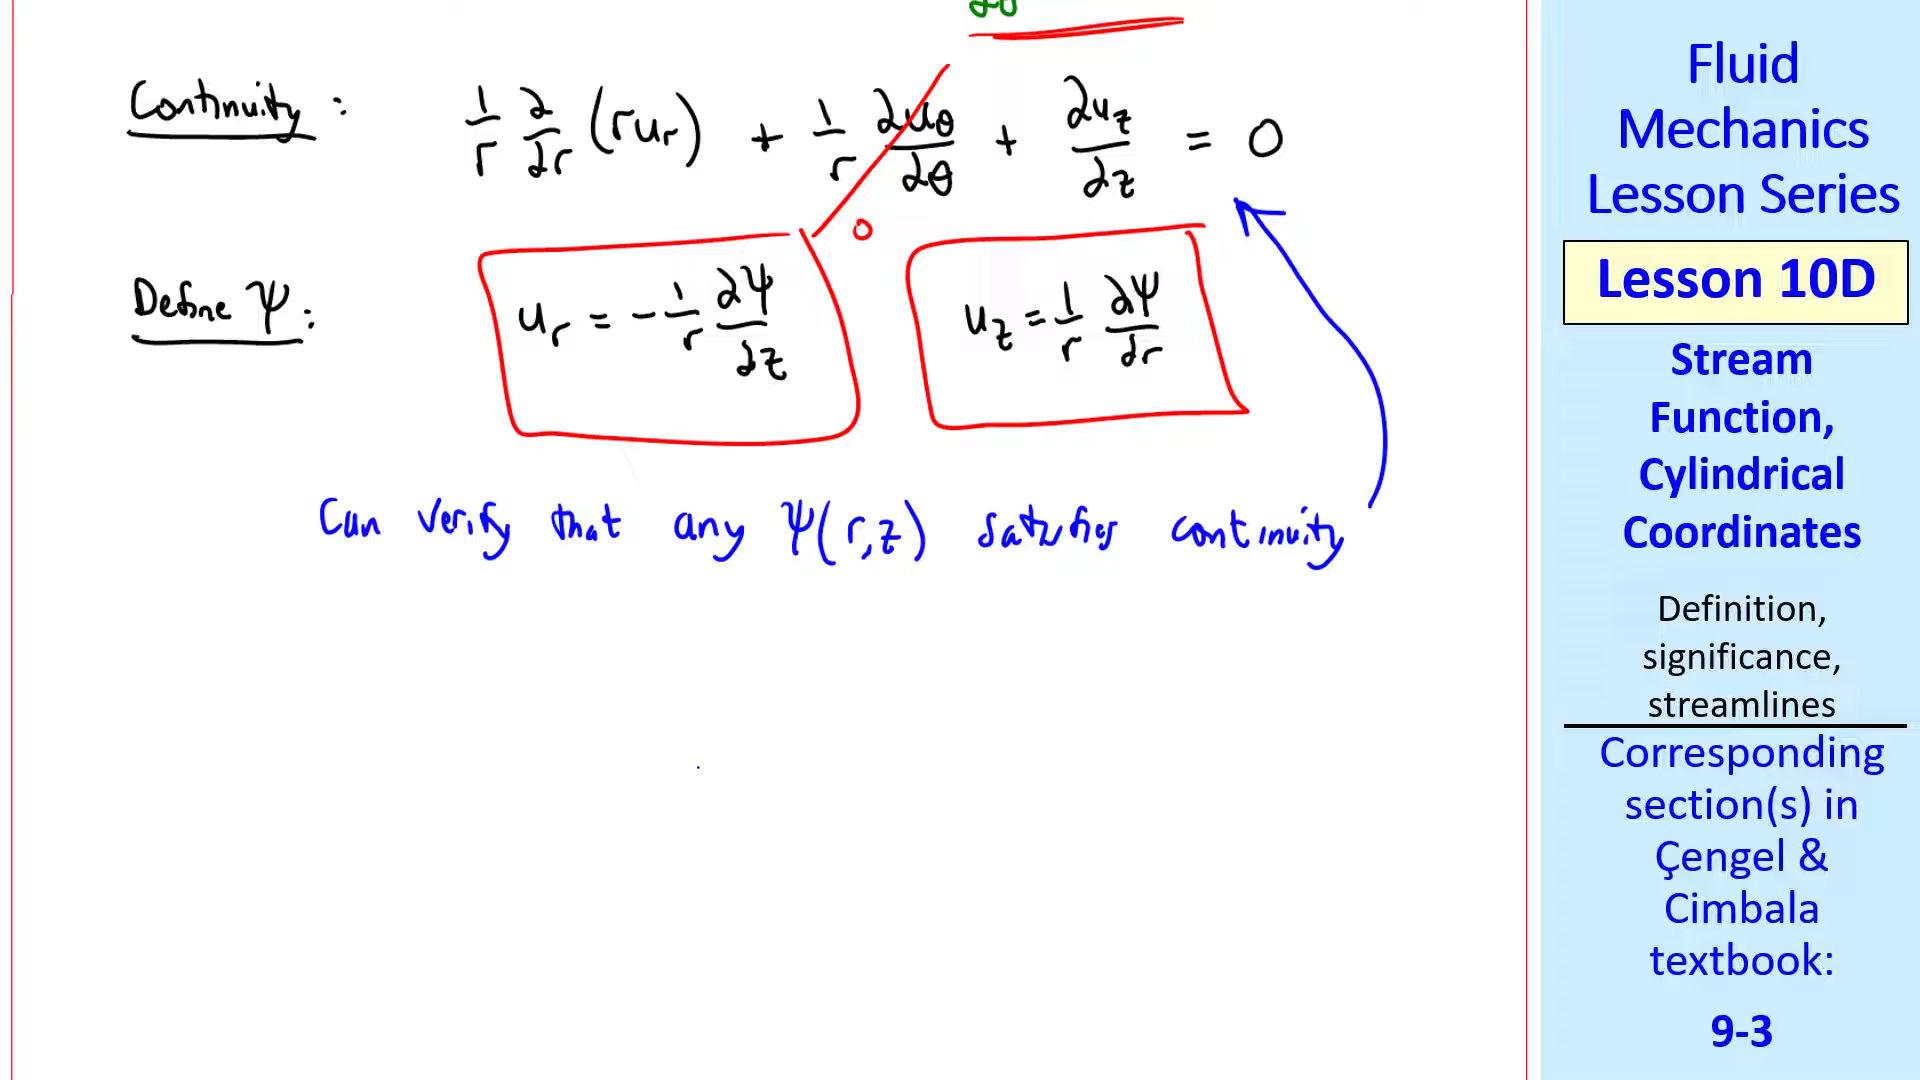 Continuity: 1/r ∂/∂r (r uᵣ) + 1/r ∂u_θ/∂θ + ∂u_z/∂z = 0
0
Define Ψ: uᵣ = -1/r ∂Ψ/∂z u_z = 1/r ∂Ψ/∂r
Can verify that any Ψ(r,z) satisfies continuity
Fluid
Mechanics
Lesson Series
Lesson 10D
Stream
Function,
Cylindrical
Coordinates
Definition,
significance,
streamlines
Corresponding
section(s) in
Çengel &
Cimbala
textbook:
9-3